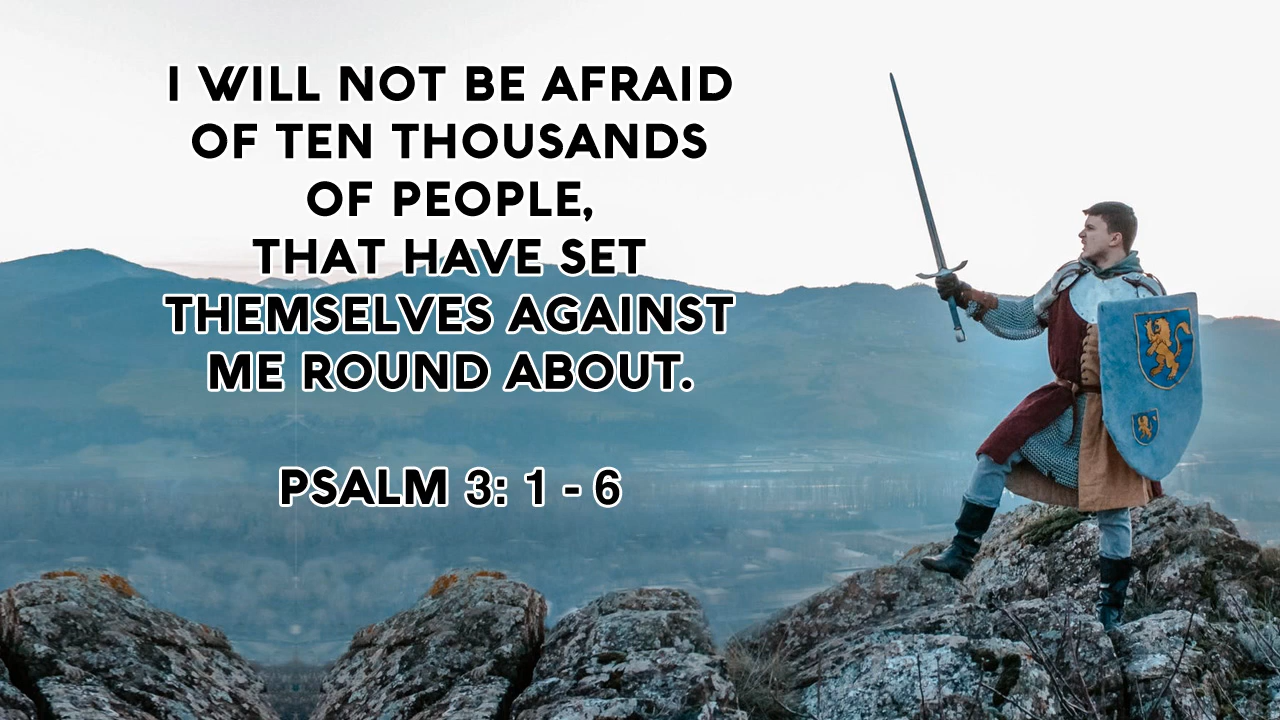 I WILL NOT BE AFRAID
OF TEN THOUSANDS
OF PEOPLE,
THAT HAVE SET
THEMSELVES AGAINST
ME ROUND ABOUT.
PSALM 3: 1 - 6